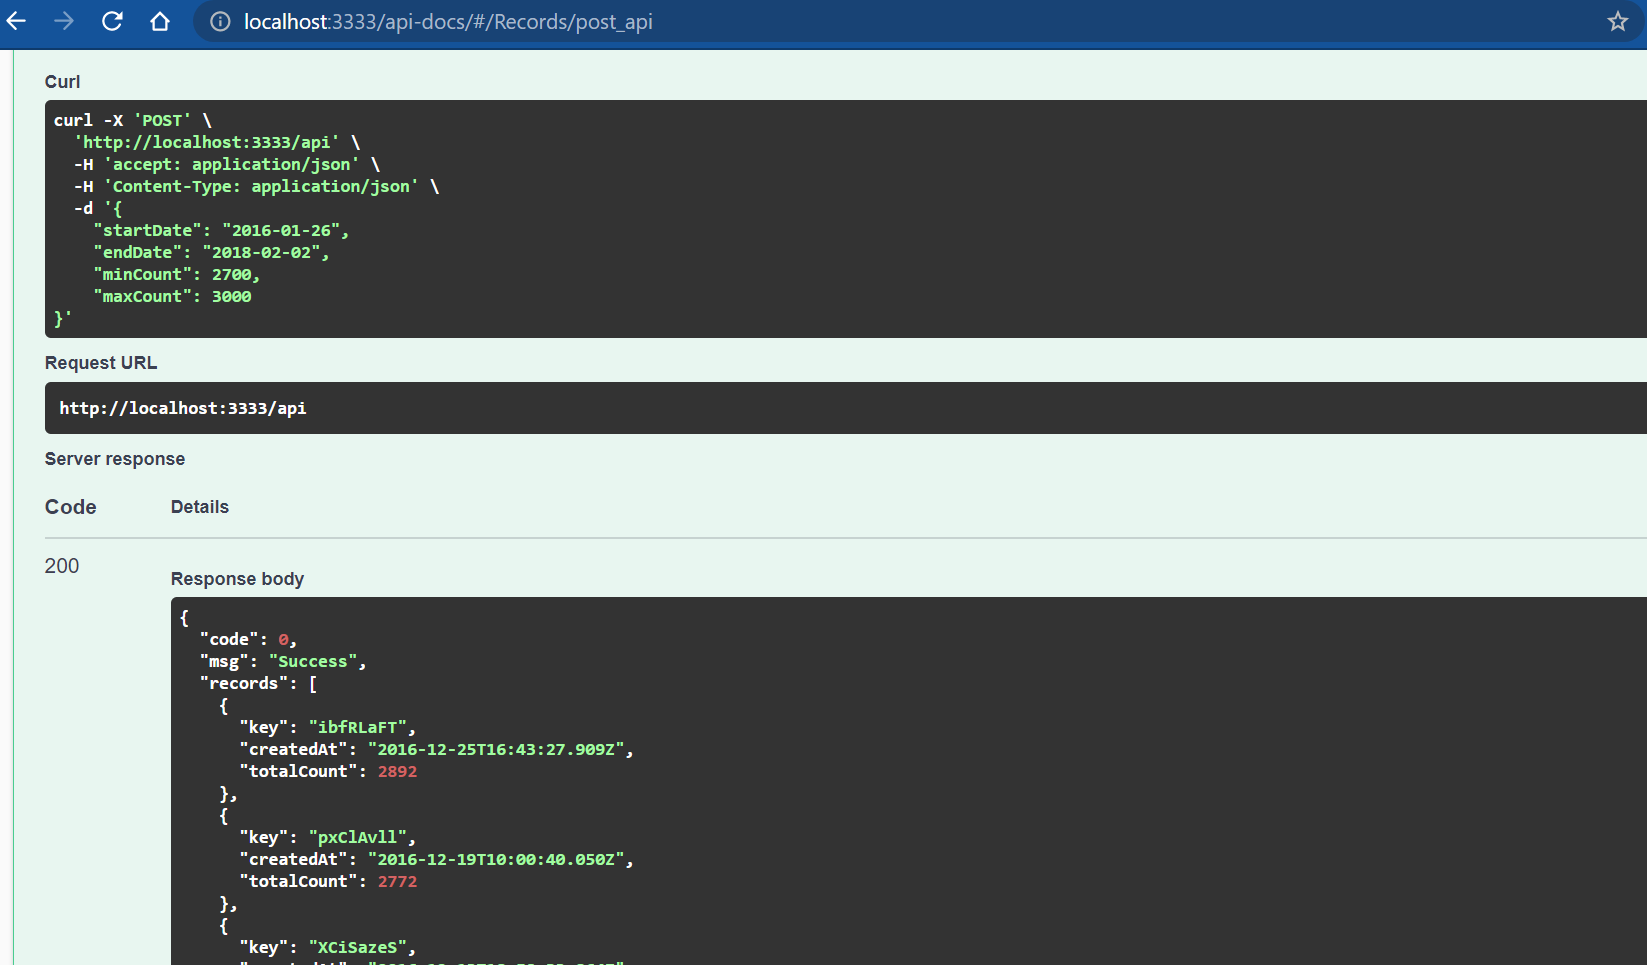 localhost:3333/api-docs/#/Records/post_api
Curl
curl -X 'POST' \
  'http://localhost:3333/api' \
  -H 'accept: application/json' \
  -H 'Content-Type: application/json' \
  -d '{
    "startDate": "2016-01-26",
    "endDate": "2018-02-02",
    "minCount": 2700,
    "maxCount": 3000
}'
Request URL
http://localhost:3333/api
Server response
Code Details
200
Response body
{
  "code": 0,
  "msg": "Success",
  "records": [
    {
      "key": "ibfRLaFT",
      "createdAt": "2016-12-25T16:43:27.909Z",
      "totalCount": 2892
    },
    {
      "key": "pxClAvll",
      "createdAt": "2016-12-19T10:00:40.050Z",
      "totalCount": 2772
    },
    {
      "key": "XCiSazeS",